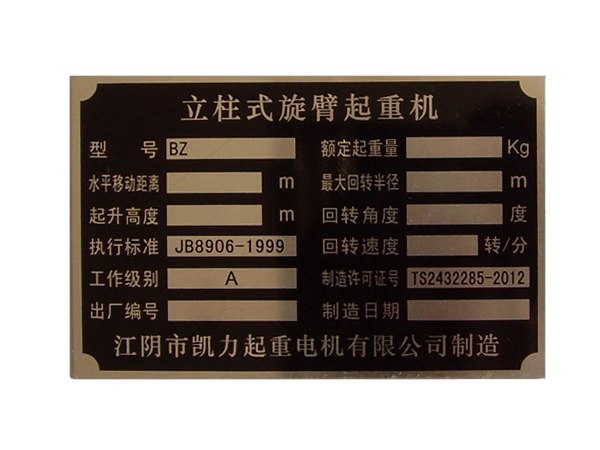 立柱式旋臂起重机
型 号 BZ 额定起重量 Kg
水平移动距离 m 最大回转半径 m
起升高度 m 回转角度 度
执行标准 JB8906-1999 回转速度 转/分
工作级别 A 制造许可证号 TS2432285-2012
出厂编号 制造日期
江阴市凯力起重电机有限公司制造